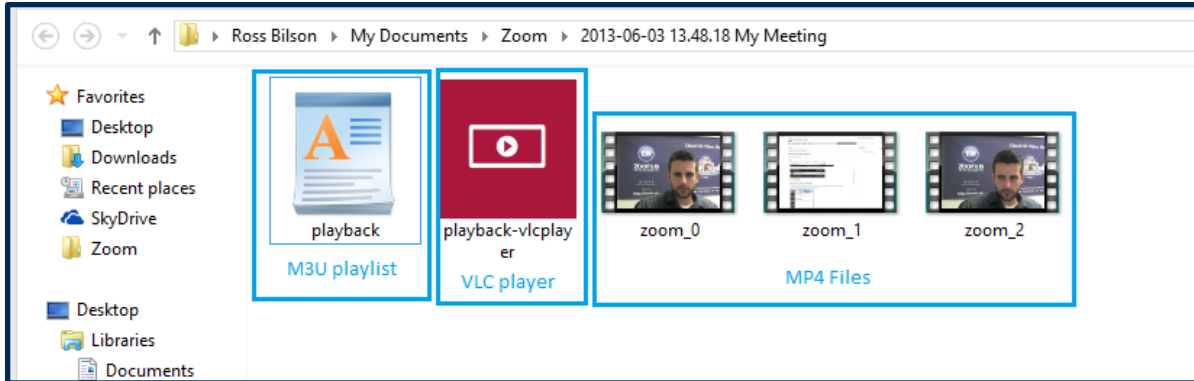 Ross Bilson ▸ My Documents ▸ Zoom ▸ 2013-06-03 13.48.18 My Meeting
Favorites
Desktop
Downloads
Recent places
SkyDrive
Zoom
Desktop
Libraries
Documents
playback
M3U playlist
playback-vlcplay
er
VLC player
zoom_0
zoom_1
zoom_2
MP4 Files